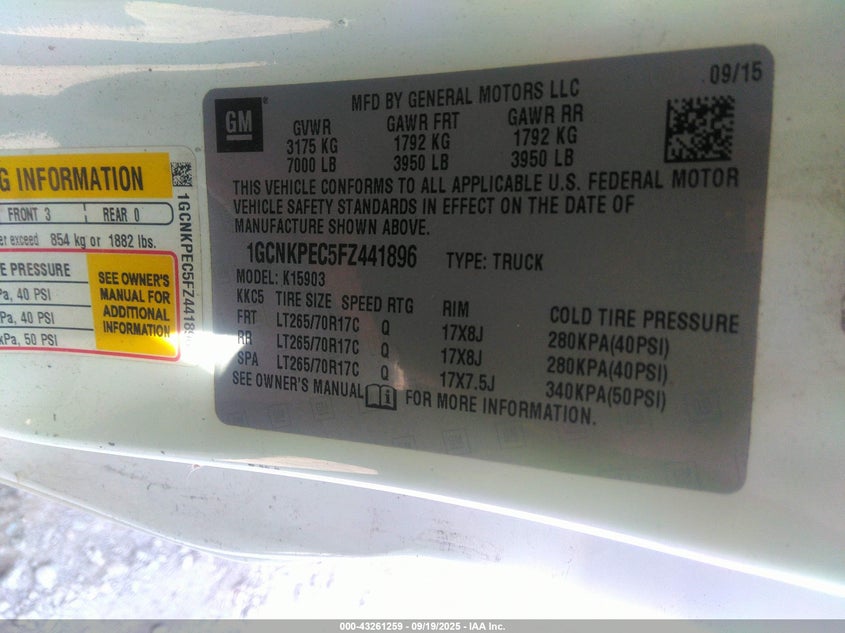 09/15
MFD BY GENERAL MOTORS LLC
GM
GVWR GAWR FRT GAWR RR
3175 KG 1792 KG 1792 KG
7000 LB 3950 LB 3950 LB
THIS VEHICLE CONFORMS TO ALL APPLICABLE U.S. FEDERAL MOTOR
VEHICLE SAFETY STANDARDS IN EFFECT ON THE DATE OF
MANUFACTURE SHOWN ABOVE.
1GCNKPEC5FZ441896 TYPE: TRUCK
MODEL: K15903
KKC5 TIRE SIZE SPEED RTG RIM COLD TIRE PRESSURE
FRT LT265/70R17C Q 17X8J 280KPA(40PSI)
RR LT265/70R17C Q 17X8J 280KPA(40PSI)
SPA LT265/70R17C Q 17X7.5J 340KPA(50PSI)
SEE OWNER'S MANUAL FOR MORE INFORMATION.
G INFORMATION
FRONT 3 REAR 0
er exceed 854 kg or 1882 lbs.
E PRESSURE
Pa, 40 PSI
kPa, 40 PSI
kPa, 50 PSI
SEE OWNER'S
MANUAL FOR
ADDITIONAL
INFORMATION
1GCNKPEC5FZ441896
000-43261259 - 09/19/2025 - IAA Inc.